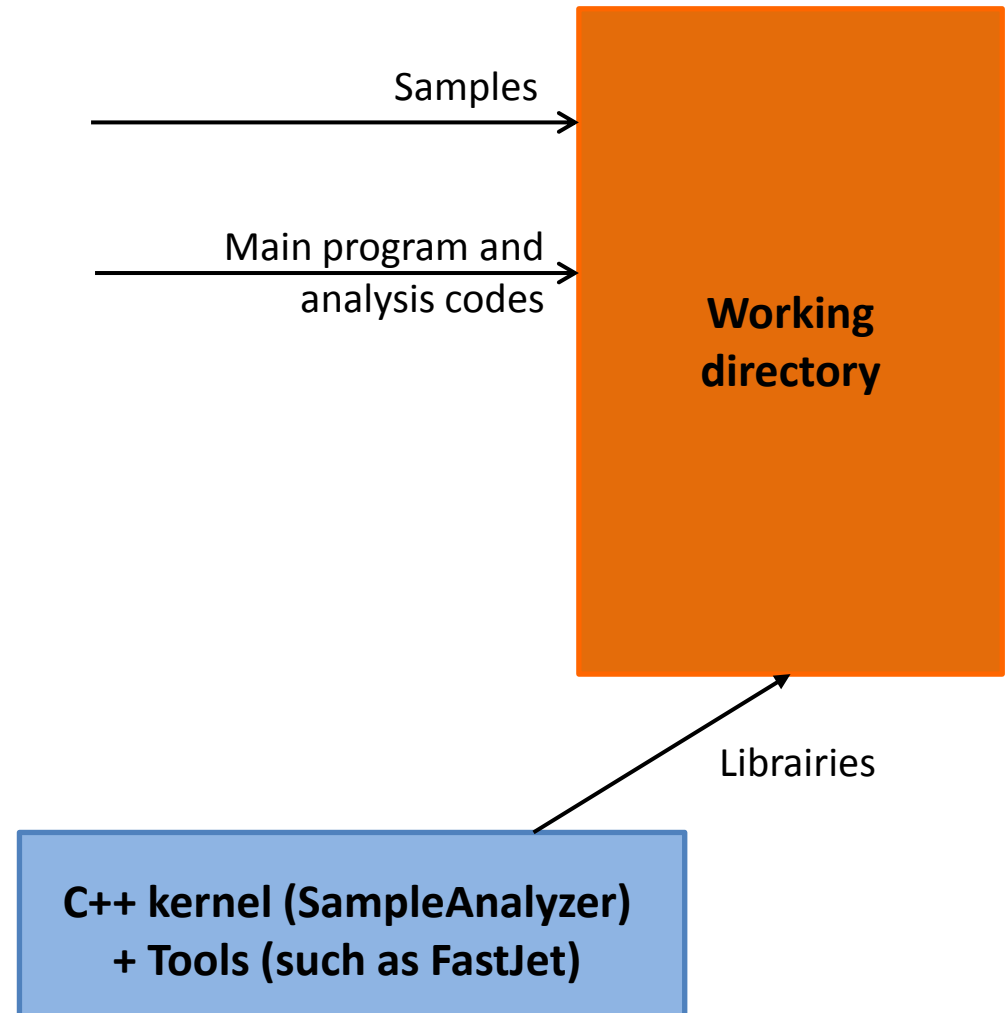 Samples
Main program and
analysis codes
Working
directory
Librairies
C++ kernel (SampleAnalyzer)
+ Tools (such as FastJet)